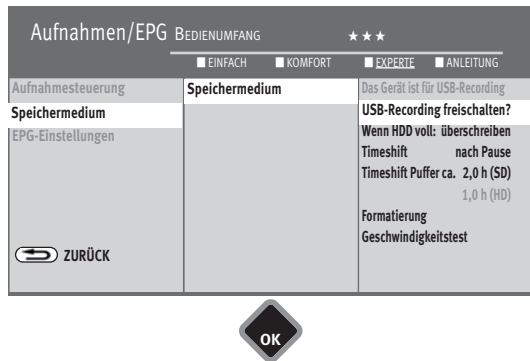 Aufnahmen/EPG BEDIENUMFANG ★★★
EINFACH KOMFORT EXPERTE ANLEITUNG
Aufnahmesteuerung
Speichermedium
EPG-Einstellungen
ZURÜCK
Speichermedium
Das Gerät ist für USB-Recording
USB-Recording freischalten?
Wenn HDD voll: überschreiben
Timeshift nach Pause
Timeshift Puffer ca. 2,0 h (SD)
1,0 h (HD)
Formatierung
Geschwindigkeitstest
OK